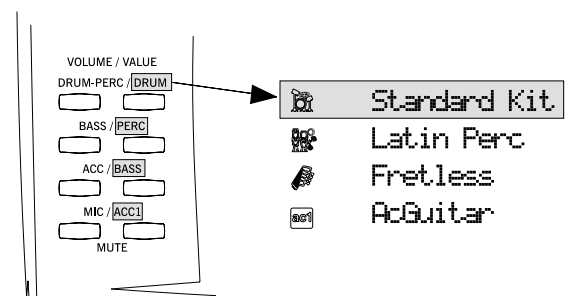 VOLUME / VALUE
DRUM-PERC / DRUM
BASS / PERC
ACC / BASS
MIC / ACC1
MUTE
Standard Kit
Latin Perc
Fretless
ac1 AcGuitar